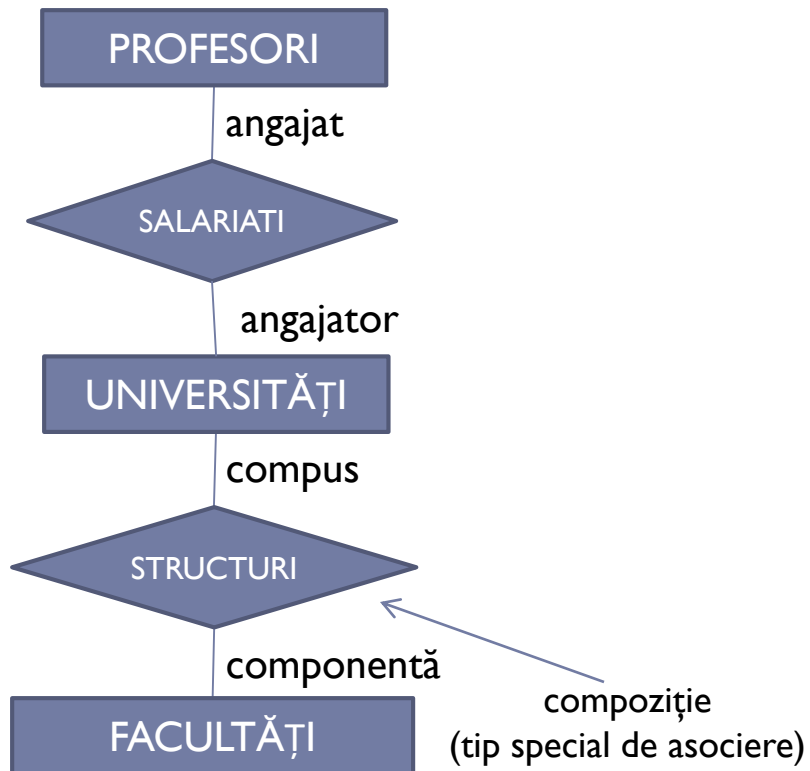 PROFESORI
angajat
SALARIATI
angajator
UNIVERSITĂȚI
compus
STRUCTURI
componentă
compoziție
(tip special de asociere)
FACULTĂȚI